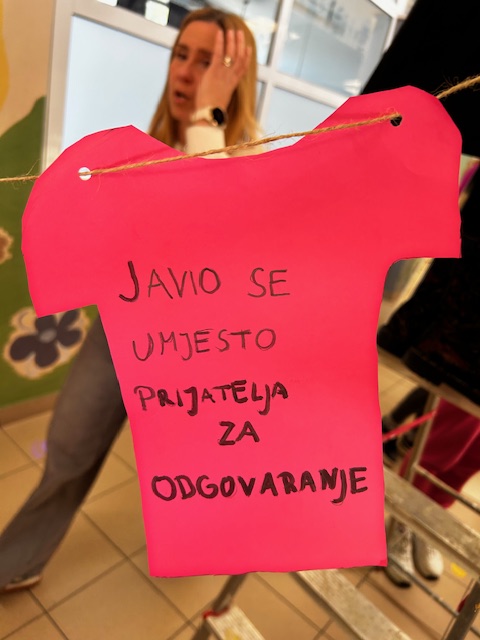 JAVIO SE
UMJESTO
PRIJATELJA
ZA
ODGOVARANJE